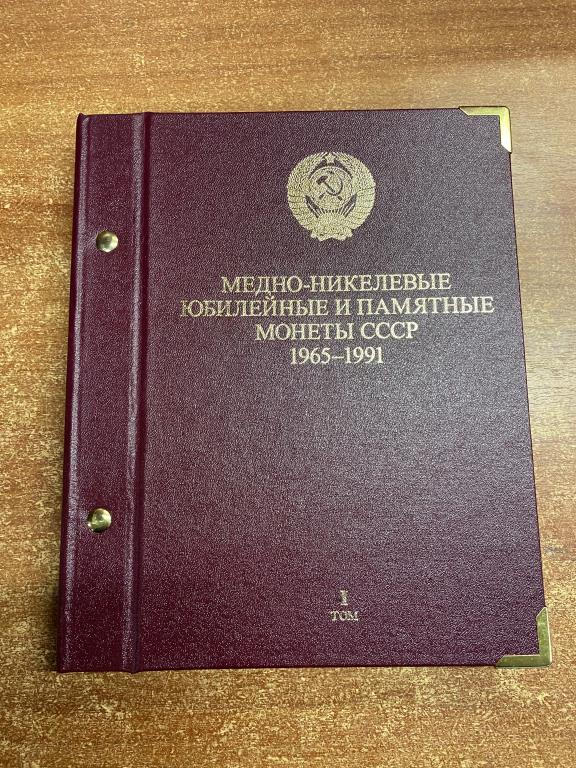 МЕДНО-НИКЕЛЕВЫЕ
ЮБИЛЕЙНЫЕ И ПАМЯТНЫЕ
МОНЕТЫ СССР
1965–1991
I
ТОМ